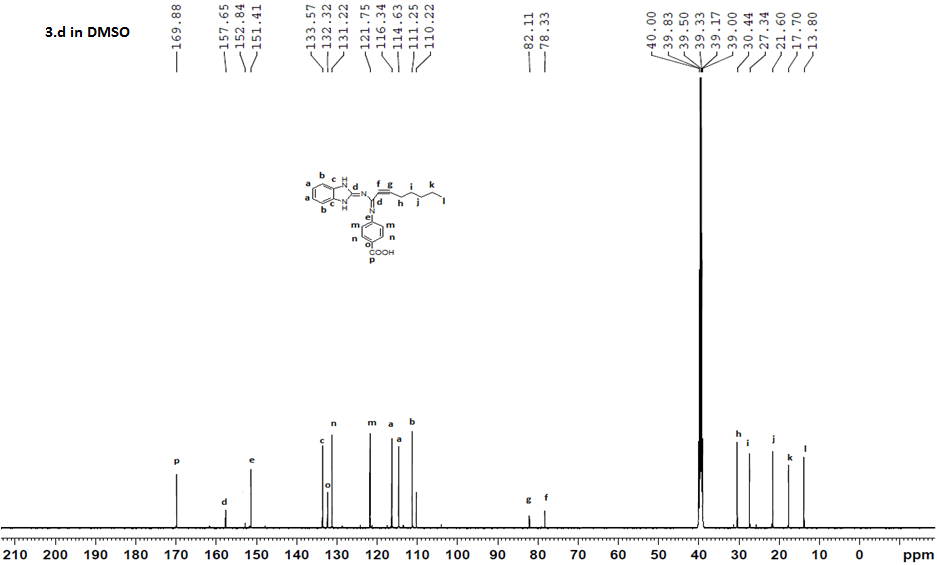 3.d in DMSO
169.88
157.65
152.84
151.41
133.57
132.32
131.22
121.75
116.34
114.63
111.25
110.22
82.11
78.33
40.00
39.83
39.50
39.33
39.17
39.00
30.44
27.34
21.60
17.70
13.80
b H f g i k
a c d N
a c N d h j l
b H N
e
m m
n n
o
COOH
p
p d e c o n m a a b g f h i j k l
210 200 190 180 170 160 150 140 130 120 110 100 90 80 70 60 50 40 30 20 10 0 ppm